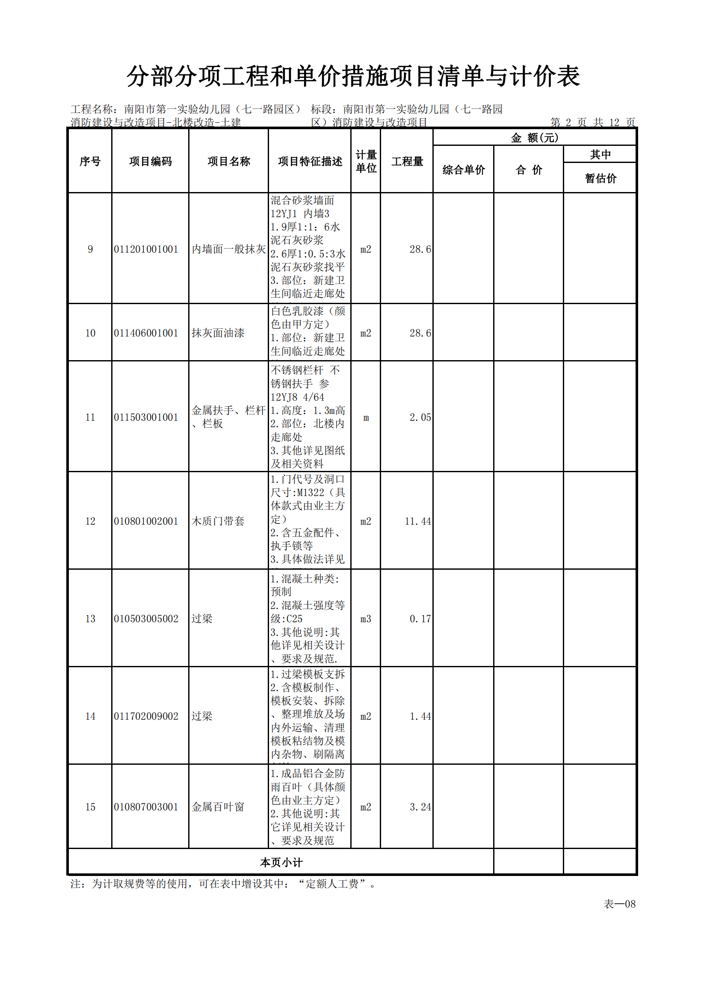 分部分项工程和单价措施项目清单与计价表
工程名称：南阳市第一实验幼儿园（七一路园区）
消防建设与改造项目-北楼改造-土建
标段：南阳市第一实验幼儿园（七一路园
区）消防建设与改造项目
第 2 页 共 12 页
序号
项目编码
项目名称
项目特征描述
计量
单位
工程量
金 额(元)
综合单价
合 价
其中
暂估价
9
011201001001
内墙面一般抹灰
混合砂浆墙面
12YJ1 内墙3
1.9厚1:1：6水
泥石灰砂浆
2.6厚1:0.5:3水
泥石灰砂浆找平
3.部位：新建卫
生间临近走廊处
m2
28.6
10
011406001001
抹灰面油漆
白色乳胶漆（颜
色由甲方定）
1.部位：新建卫
生间临近走廊处
m2
28.6
11
011503001001
金属扶手、栏杆
、栏板
不锈钢栏杆 不
锈钢扶手 参
12YJ8 4/64
1.高度：1.3m高
2.部位：北楼内
走廊处
3.其他详见图纸
及相关资料
m
2.05
12
010801002001
木质门带套
1.门代号及洞口
尺寸:M1322（具
体款式由业主方
定）
2.含五金配件、
执手锁等
3.具体做法详见
m2
11.44
13
010503005002
过梁
1.混凝土种类:
预制
2.混凝土强度等
级:C25
3.其他说明:其
他详见相关设计
、要求及规范.
m3
0.17
14
011702009002
过梁
1.过梁模板支拆
2.含模板制作、
模板安装、拆除
、整理堆放及场
内外运输、清理
模板粘结物及模
内杂物、刷隔离
m2
1.44
15
010807003001
金属百叶窗
1.成品铝合金防
雨百叶（具体颜
色由业主方定）
2.其他说明:其
它详见相关设计
、要求及规范
m2
3.24
本页小计
注：为计取规费等的使用，可在表中增设其中：“定额人工费”。
表—08